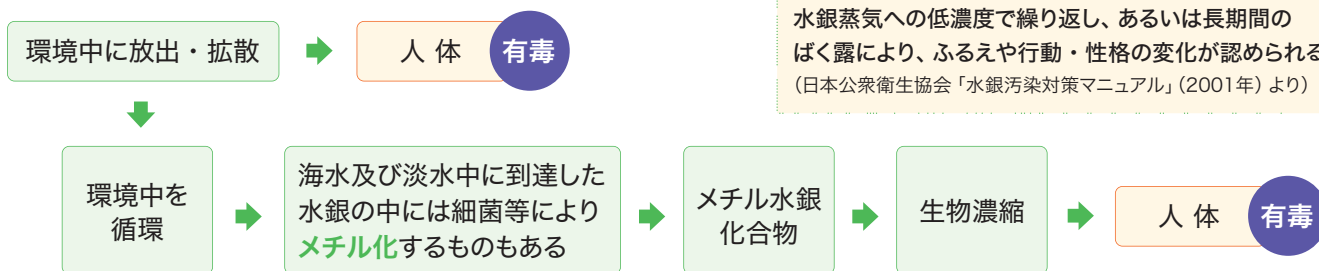 環境中に放出・拡散
人 体
有毒
水銀蒸気への低濃度で繰り返し、あるいは長期間の
ばく露により、ふるえや行動・性格の変化が認められる
(日本公衆衛生協会「水銀汚染対策マニュアル」(2001年)より)
環境中を
循環
海水及び淡水中に到達した
水銀の中には細菌等により
メチル化するものもある
メチル水銀
化合物
生物濃縮
人 体
有毒